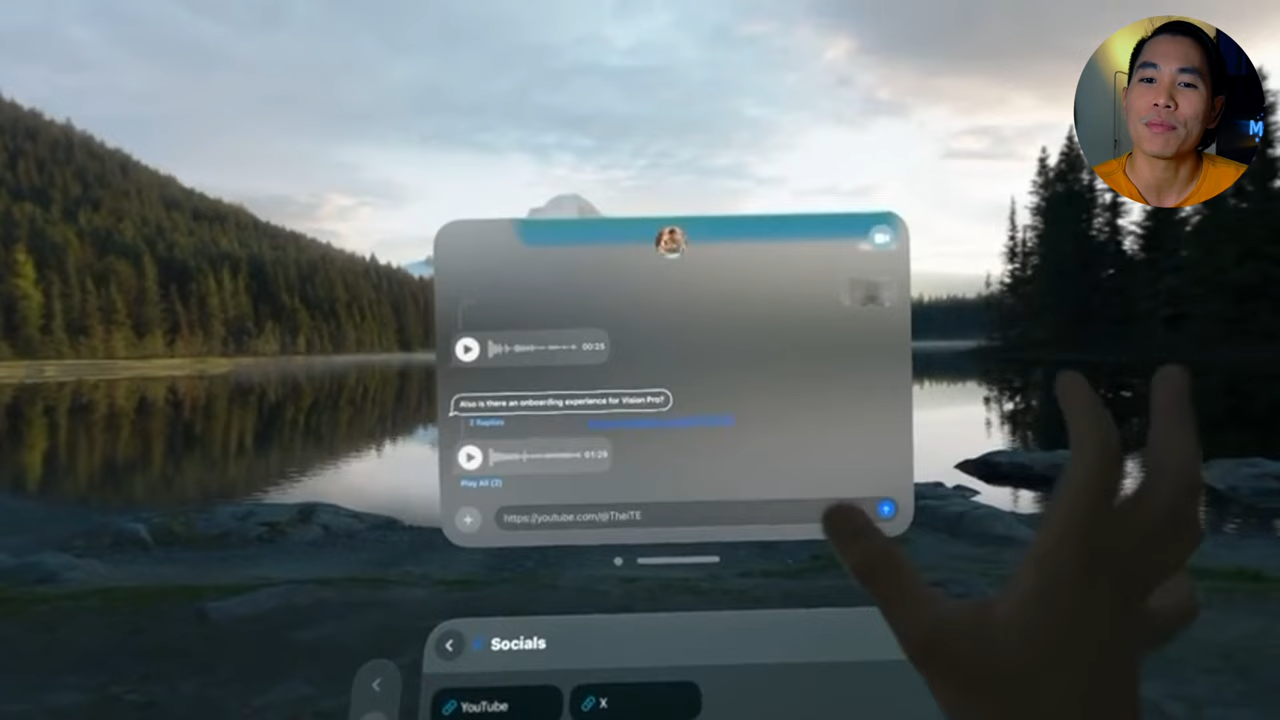 M
00:25
Also is there an onboarding experience for Vision Pro?
2 Replies
01:29
Play All (2)
https://youtube.com/@TheiTE
Socials
YouTube
X